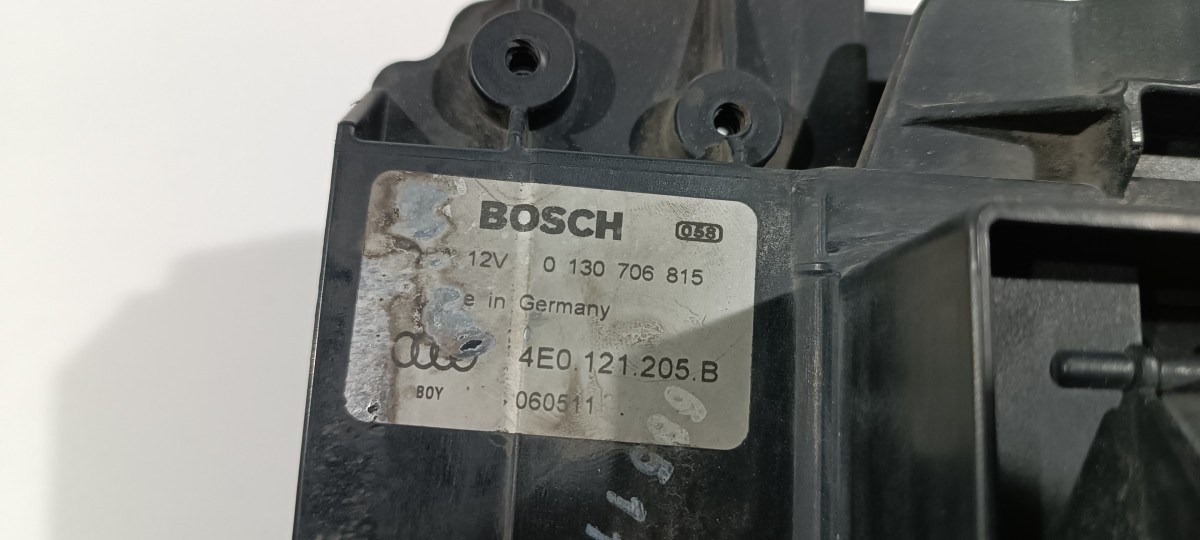 BOSCH 058
12V 0 130 706 815
e in Germany
4E0.121.205.B
BOY 060511